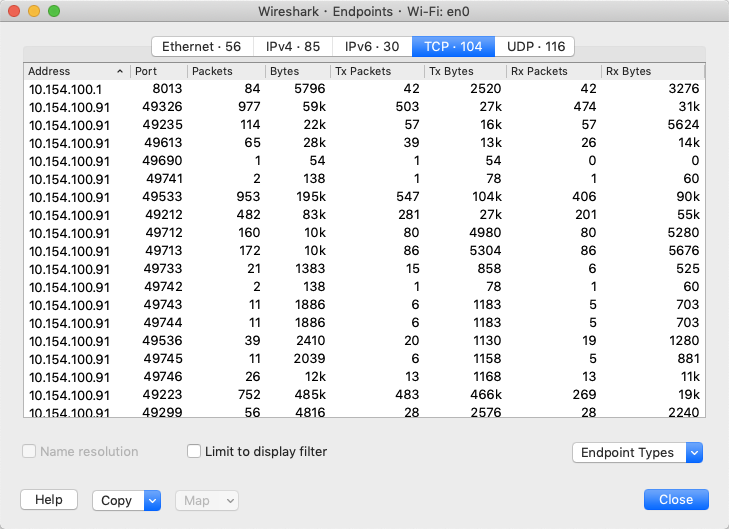 Wireshark · Endpoints · Wi-Fi: en0
Ethernet · 56 IPv4 · 85 IPv6 · 30 TCP · 104 UDP · 116
Address Port Packets Bytes Tx Packets Tx Bytes Rx Packets Rx Bytes
10.154.100.1 8013 84 5796 42 2520 42 3276
10.154.100.91 49326 977 59k 503 27k 474 31k
10.154.100.91 49235 114 22k 57 16k 57 5624
10.154.100.91 49613 65 28k 39 13k 26 14k
10.154.100.91 49690 1 54 1 54 0 0
10.154.100.91 49741 2 138 1 78 1 60
10.154.100.91 49533 953 195k 547 104k 406 90k
10.154.100.91 49212 482 83k 281 27k 201 55k
10.154.100.91 49712 160 10k 80 4980 80 5280
10.154.100.91 49713 172 10k 86 5304 86 5676
10.154.100.91 49733 21 1383 15 858 6 525
10.154.100.91 49742 2 138 1 78 1 60
10.154.100.91 49743 11 1886 6 1183 5 703
10.154.100.91 49744 11 1886 6 1183 5 703
10.154.100.91 49536 39 2410 20 1130 19 1280
10.154.100.91 49745 11 2039 6 1158 5 881
10.154.100.91 49746 26 12k 13 1168 13 11k
10.154.100.91 49223 752 485k 483 466k 269 19k
10.154.100.91 49299 56 4816 28 2576 28 2240
Name resolution Limit to display filter Endpoint Types
Help Copy Map Close